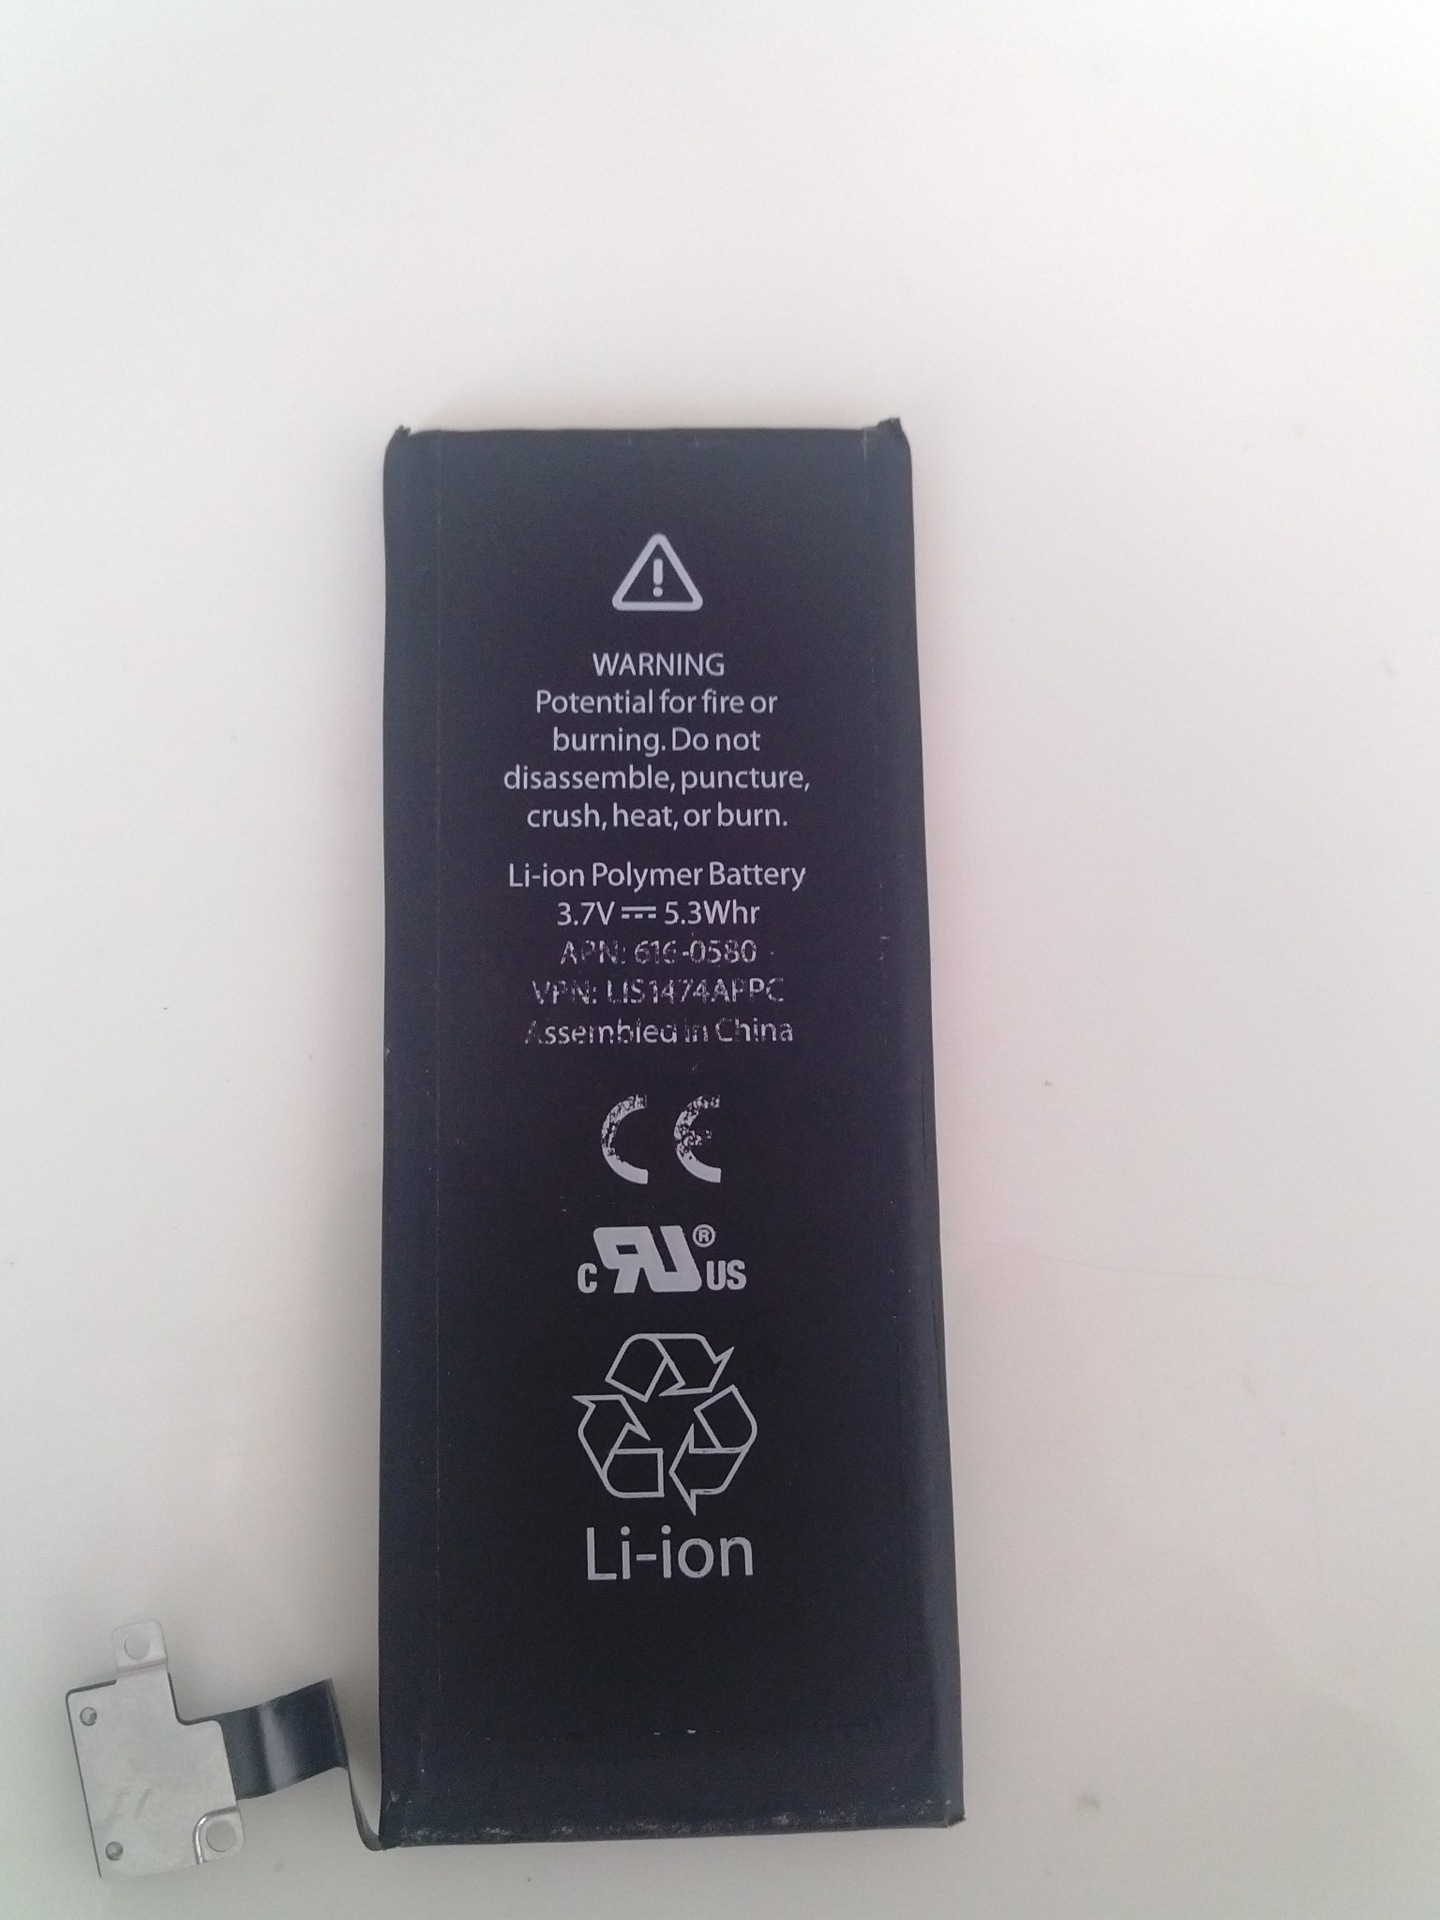 WARNING
Potential for fire or
burning. Do not
disassemble, puncture,
crush, heat, or burn.
Li-ion Polymer Battery
3.7V ⎓ 5.3Whr
APN: 616-0580
VPN: LIS1474APPC
Assembled in China
CE
c RU ® US
Li-ion